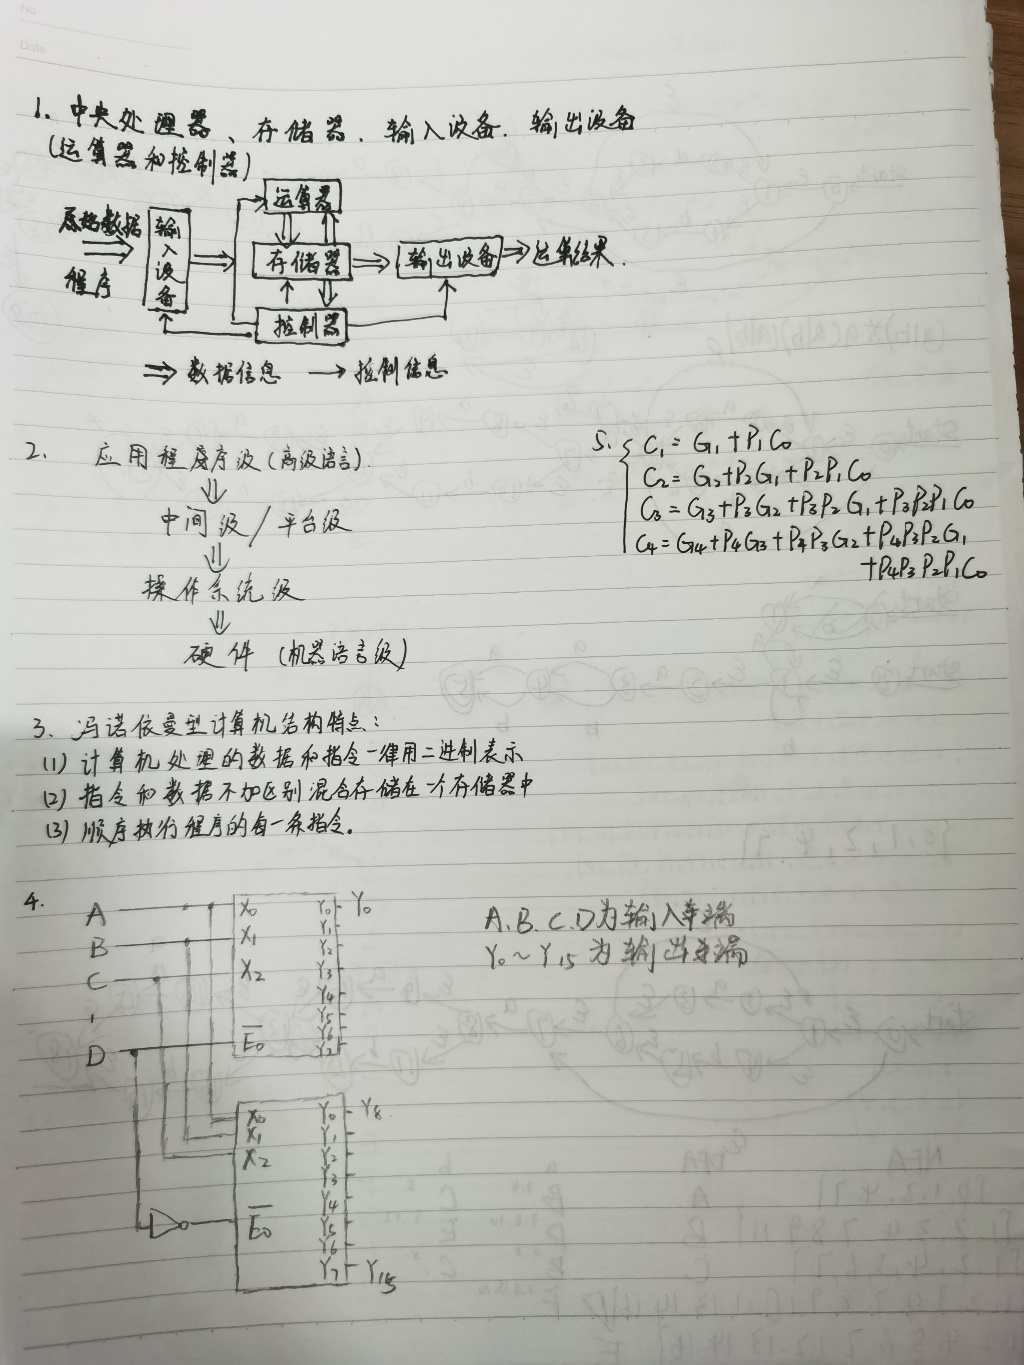 No.
Date
1. 中央处理器、存储器、输入设备、输出设备
(运算器和控制器)
原始数据
程序
输入设备
运算器
存储器
控制器
输出设备
运算结果.
⇒ 数据信息 → 控制信息
2. 应用程序级(高级语言).
⇓
中间级/平台级
⇓
操作系统级
⇓
硬件 (机器语言级)
5. { C₁ = G₁ + P₁C₀
C₂ = G₂+P₂G₁+P₂P₁C₀
C₃ = G₃+P₃G₂+P₃P₂G₁+P₃P₂P₁C₀
C₄ = G₄+P₄G₃+P₄P₃G₂+P₄P₃P₂G₁
+P₄P₃P₂P₁C₀
3、冯诺依曼型计算机结构特点:
(1) 计算机处理的数据和指令一律用二进制表示
(2) 指令和数据不加区别混合存储在一个存储器中
(3) 顺序执行程序的每一条指令。
4.
A
B
C
D
X₀ Y₀ Y₀
X₁ Y₁
Y₂
X₂ Y₃
Y₄
Y₅
E̅₀ Y₆
X₀ Y₀ Y₈
X₁ Y₁
X₂ Y₂
Y₃
Y₄
E̅₀ Y₅
Y₆
Y₇ Y₁₅
A.B.C.D为输入端
Y₀~Y₁₅为输出端